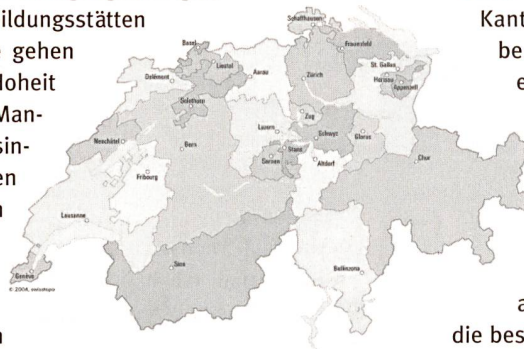 ildungsstätten
gehen
Hoheit
Man-
sin-
en
Kant
be
e
a
die bes
Schaffhausen
Basel
Liestal
Frauenfeld
Delémont
Aarau
Zürich
St. Gallen
Herisau
Appenzell
Solothurn
Zug
Luzern
Schwyz
Glarus
Neuchâtel
Bern
Stans
Sarnen
Altdorf
Chur
Fribourg
Lausanne
Sion
Bellinzona
Genève
© 2004, swisstopo